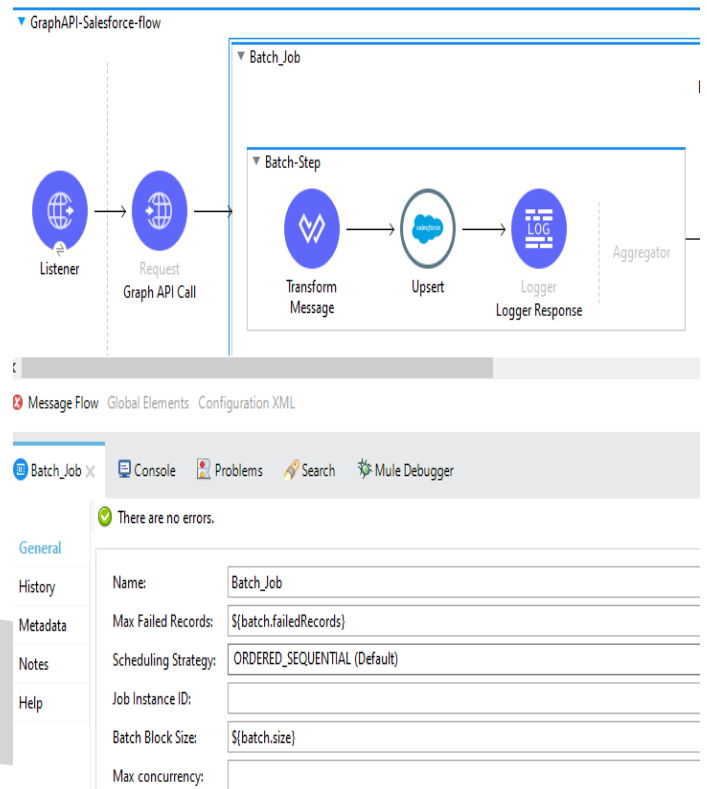 GraphAPI-Salesforce-flow
Batch_Job
Batch-Step
LOG
salesforce
Aggregator
Listener
Request
Graph API Call
Transform
Message
Upsert
Logger
Logger Response
Message Flow Global Elements Configuration XML
Batch_Job Console Problems Search Mule Debugger
There are no errors.
General
History
Metadata
Notes
Help
Name: Batch_Job
Max Failed Records: ${batch.failedRecords}
Scheduling Strategy: ORDERED_SEQUENTIAL (Default)
Job Instance ID:
Batch Block Size: ${batch.size}
Max concurrency: